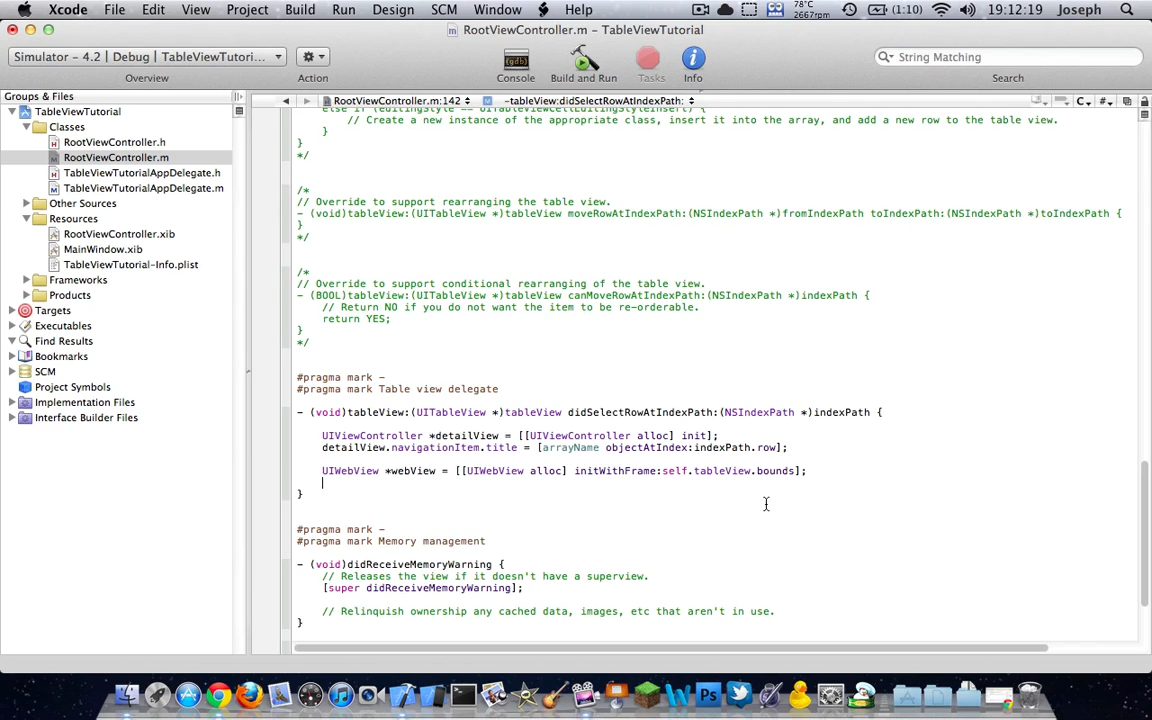 Xcode File Edit View Project Build Run Design SCM Window Help 78°C 2667rpm (1:10) 19:12:19 Joseph
RootViewController.m – TableViewTutorial
Simulator - 4.2 | Debug | TableViewTutori...
String Matching
Overview Action Console Build and Run Tasks Info Search
Groups & Files
RootViewController.m:142 -tableView:didSelectRowAtIndexPath:
TableViewTutorial
Classes
RootViewController.h
RootViewController.m
TableViewTutorialAppDelegate.h
TableViewTutorialAppDelegate.m
Other Sources
Resources
RootViewController.xib
MainWindow.xib
TableViewTutorial-Info.plist
Frameworks
Products
Targets
Executables
Find Results
Bookmarks
SCM
Project Symbols
Implementation Files
Interface Builder Files
else if (editingStyle == UITableViewCellEditingStyleInsert) {
// Create a new instance of the appropriate class, insert it into the array, and add a new row to the table view.
}
}
*/
/*
// Override to support rearranging the table view.
- (void)tableView:(UITableView *)tableView moveRowAtIndexPath:(NSIndexPath *)fromIndexPath toIndexPath:(NSIndexPath *)toIndexPath {
}
*/
/*
// Override to support conditional rearranging of the table view.
- (BOOL)tableView:(UITableView *)tableView canMoveRowAtIndexPath:(NSIndexPath *)indexPath {
// Return NO if you do not want the item to be re-orderable.
return YES;
}
*/
#pragma mark -
#pragma mark Table view delegate
- (void)tableView:(UITableView *)tableView didSelectRowAtIndexPath:(NSIndexPath *)indexPath {
UIViewController *detailView = [[UIViewController alloc] init];
detailView.navigationItem.title = [arrayName objectAtIndex:indexPath.row];
UIWebView *webView = [[UIWebView alloc] initWithFrame:self.tableView.bounds];
}
#pragma mark -
#pragma mark Memory management
- (void)didReceiveMemoryWarning {
// Releases the view if it doesn't have a superview.
[super didReceiveMemoryWarning];
// Relinquish ownership any cached data, images, etc that aren't in use.
}